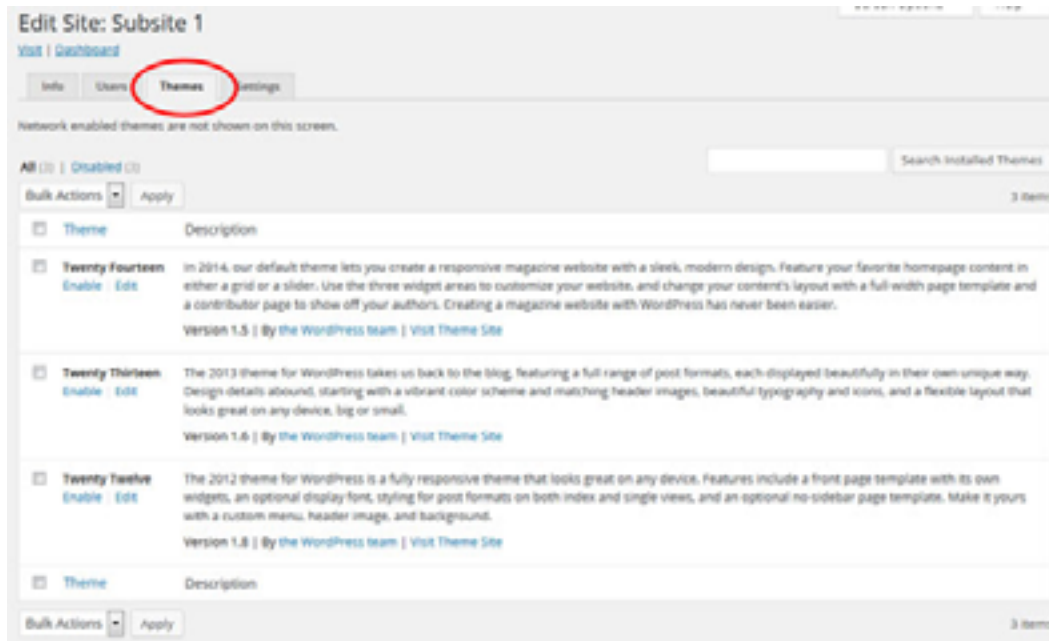 Edit Site: Subsite 1
Visit | Dashboard
Info Users Themes Settings
Network enabled themes are not shown on this screen.
All (3) | Disabled (3)
Search Installed Themes
Bulk Actions Apply
3 items
Theme Description
Twenty Fourteen In 2014, our default theme lets you create a responsive magazine website with a sleek, modern design. Feature your favorite homepage content in
Enable | Edit either a grid or a slider. Use the three widget areas to customize your website, and change your content's layout with a full-width page template and
a contributor page to show off your authors. Creating a magazine website with WordPress has never been easier.
Version 1.5 | By the WordPress team | Visit Theme Site
Twenty Thirteen The 2013 theme for WordPress takes us back to the blog, featuring a full range of post formats, each displayed beautifully in their own unique way.
Enable | Edit Design details abound, starting with a vibrant color scheme and matching header images, beautiful typography and icons, and a flexible layout that
looks great on any device, big or small.
Version 1.6 | By the WordPress team | Visit Theme Site
Twenty Twelve The 2012 theme for WordPress is a fully responsive theme that looks great on any device. Features include a front page template with its own
Enable | Edit widgets, an optional display font, styling for post formats on both index and single views, and an optional no-sidebar page template. Make it yours
with a custom menu, header image, and background.
Version 1.8 | By the WordPress team | Visit Theme Site
Theme Description
Bulk Actions Apply
3 items